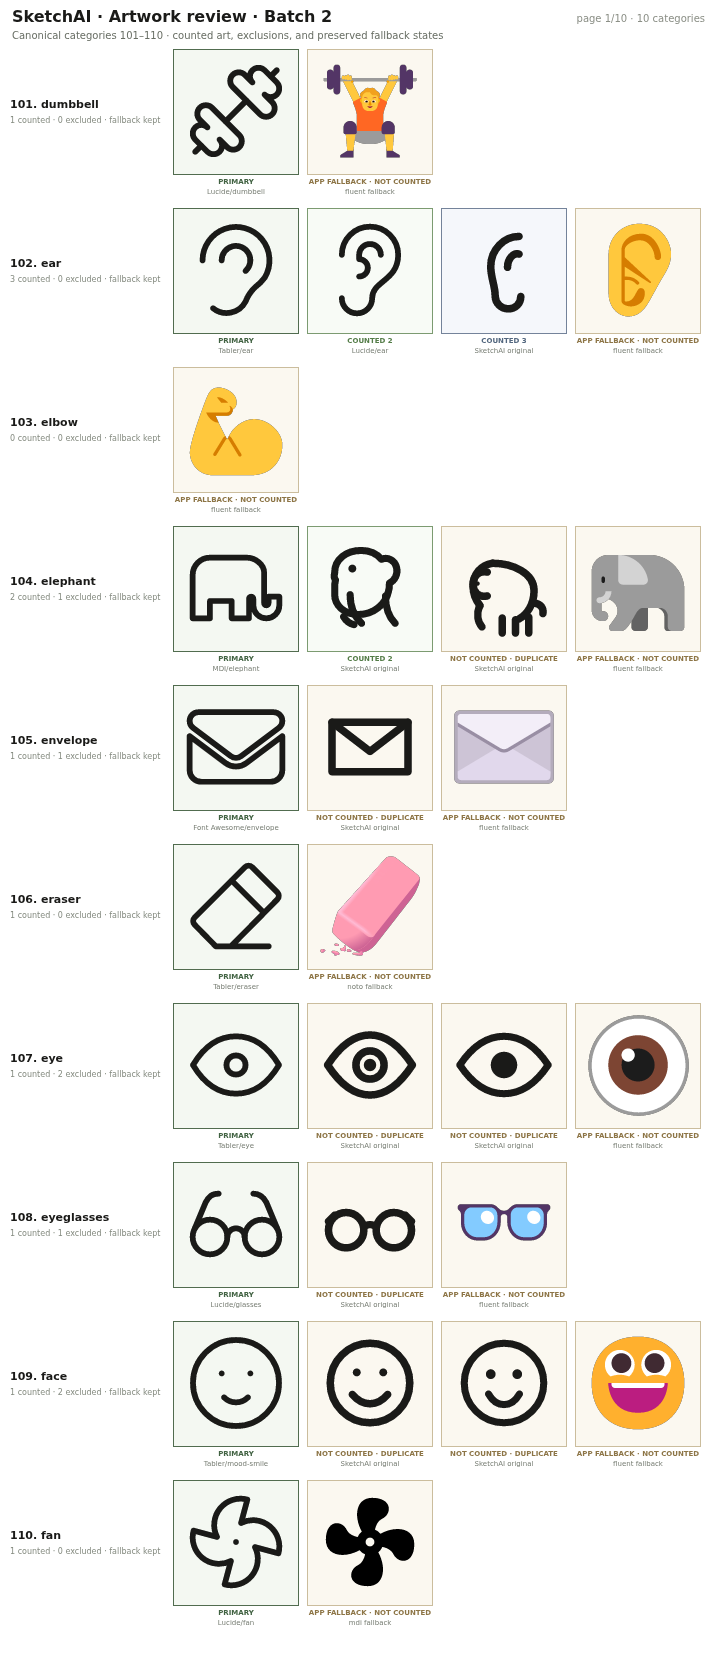 SketchAI · Artwork review · Batch 2
page 1/10 · 10 categories
Canonical categories 101–110 · counted art, exclusions, and preserved fallback states
101. dumbbell
1 counted · 0 excluded · fallback kept
PRIMARY
Lucide/dumbbell
APP FALLBACK · NOT COUNTED
fluent fallback
102. ear
3 counted · 0 excluded · fallback kept
PRIMARY
Tabler/ear
COUNTED 2
Lucide/ear
COUNTED 3
SketchAI original
APP FALLBACK · NOT COUNTED
fluent fallback
103. elbow
0 counted · 0 excluded · fallback kept
APP FALLBACK · NOT COUNTED
fluent fallback
104. elephant
2 counted · 1 excluded · fallback kept
PRIMARY
MDI/elephant
COUNTED 2
SketchAI original
NOT COUNTED · DUPLICATE
SketchAI original
APP FALLBACK · NOT COUNTED
fluent fallback
105. envelope
1 counted · 1 excluded · fallback kept
PRIMARY
Font Awesome/envelope
NOT COUNTED · DUPLICATE
SketchAI original
APP FALLBACK · NOT COUNTED
fluent fallback
106. eraser
1 counted · 0 excluded · fallback kept
PRIMARY
Tabler/eraser
APP FALLBACK · NOT COUNTED
noto fallback
107. eye
1 counted · 2 excluded · fallback kept
PRIMARY
Tabler/eye
NOT COUNTED · DUPLICATE
SketchAI original
NOT COUNTED · DUPLICATE
SketchAI original
APP FALLBACK · NOT COUNTED
fluent fallback
108. eyeglasses
1 counted · 1 excluded · fallback kept
PRIMARY
Lucide/glasses
NOT COUNTED · DUPLICATE
SketchAI original
APP FALLBACK · NOT COUNTED
fluent fallback
109. face
1 counted · 2 excluded · fallback kept
PRIMARY
Tabler/mood-smile
NOT COUNTED · DUPLICATE
SketchAI original
NOT COUNTED · DUPLICATE
SketchAI original
APP FALLBACK · NOT COUNTED
fluent fallback
110. fan
1 counted · 0 excluded · fallback kept
PRIMARY
Lucide/fan
APP FALLBACK · NOT COUNTED
mdi fallback